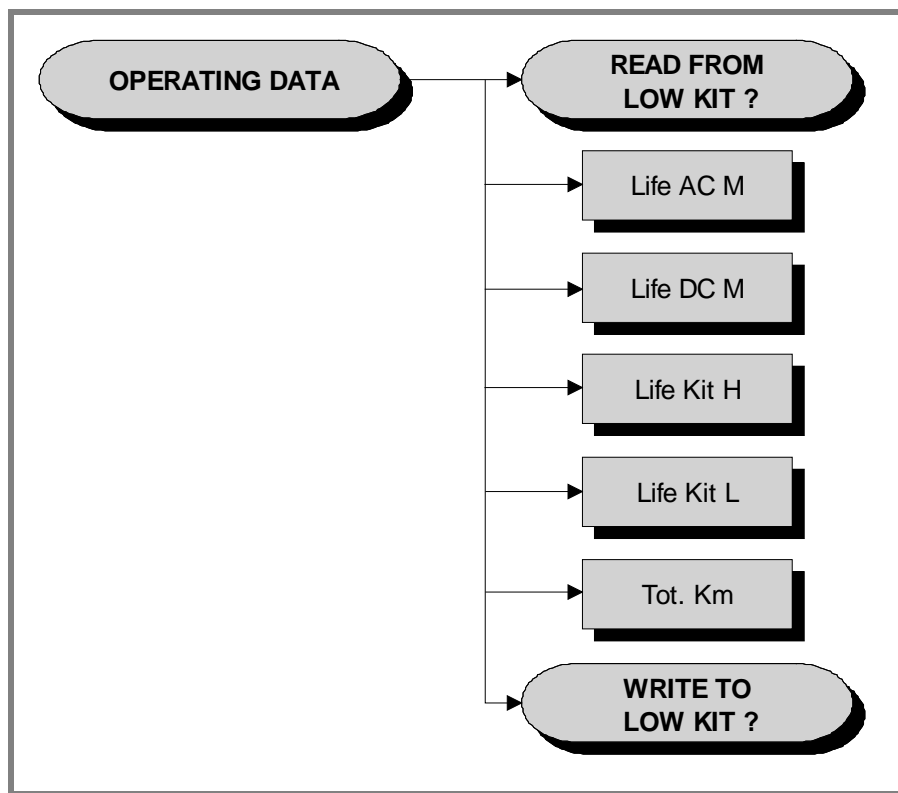 OPERATING DATA
READ FROM
LOW KIT ?
Life AC M
Life DC M
Life Kit H
Life Kit L
Tot. Km
WRITE TO
LOW KIT ?